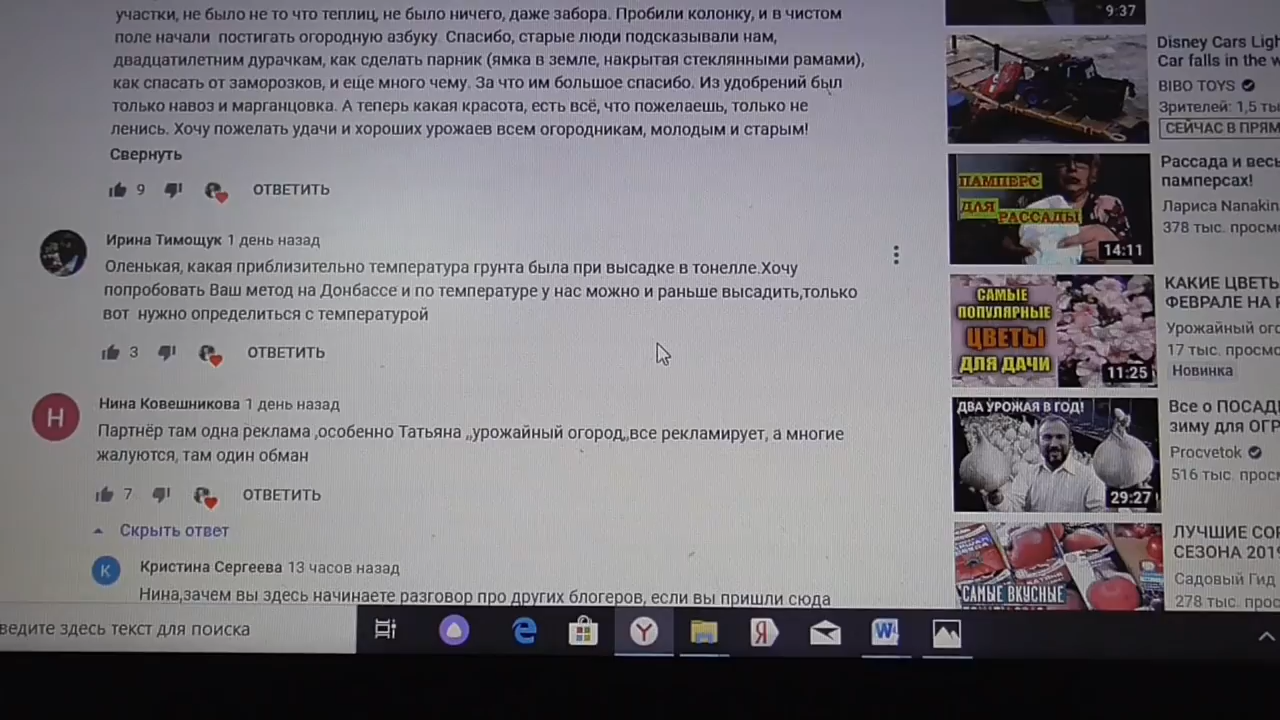 участки, не было не то что теплиц, не было ничего, даже забора. Пробили колонку, и в чистом
поле начали постигать огородную азбуку. Спасибо, старые люди подсказывали нам,
двадцатилетним дурачкам, как сделать парник (ямка в земле, накрытая стеклянными рамами),
как спасать от заморозков, и еще много чему. За что им большое спасибо. Из удобрений был
только навоз и марганцовка. А теперь какая красота, есть всё, что пожелаешь, только не
ленись. Хочу пожелать удачи и хороших урожаев всем огородникам, молодым и старым!
Свернуть
9 ОТВЕТИТЬ
Ирина Тимощук 1 день назад
Оленькая, какая приблизительно температура грунта была при высадке в тонелле.Хочу
попробовать Ваш метод на Донбассе и по температуре у нас можно и раньше высадить,только
вот нужно определиться с температурой
3 ОТВЕТИТЬ
Н
Нина Ковешникова 1 день назад
Партнёр там одна реклама ,особенно Татьяна ,,урожайный огород,,все рекламирует, а многие
жалуются, там один обман
7 ОТВЕТИТЬ
Скрыть ответ
К
Кристина Сергеева 13 часов назад
Нина,зачем вы здесь начинаете разговор про других блогеров, если вы пришли сюда
9:37
Disney Cars Ligh
Car falls in the w
BIBO TOYS
Зрителей: 1,5 ты
СЕЙЧАС В ПРЯМ
ПАМПЕРС
ДЛЯ
РАССАДЫ
14:11
Рассада и весь
памперсах!
Лариса Nanakin
378 тыс. просм
САМЫЕ
ПОПУЛЯРНЫЕ
ЦВЕТЫ
ДЛЯ ДАЧИ
11:25
КАКИЕ ЦВЕТЬ
ФЕВРАЛЕ НА Р
Урожайный ого
17 тыс. просмо
Новинка
ДВА УРОЖАЯ В ГОД!
29:27
Все о ПОСАД
зиму для ОГР
Procvetok
516 тыс. прос
САМЫЕ ВКУСНЫЕ
ЛУЧШИЕ СОР
СЕЗОНА 2019
Садовый Гид
278 тыс. прос
ведите здесь текст для поиска